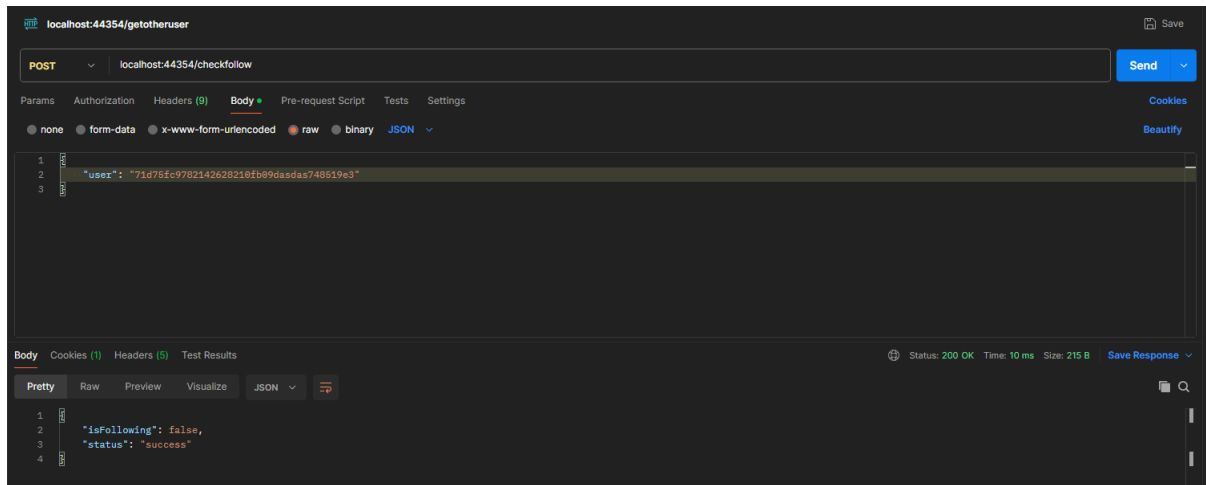 HTTP localhost:44354/getotheruser Save
POST localhost:44354/checkfollow Send
Params Authorization Headers (9) Body Pre-request Script Tests Settings Cookies
none form-data x-www-form-urlencoded raw binary JSON Beautify
1 {
2 "user": "71d75fc9782142628210fb09dasdas748519e3"
3 }
Body Cookies (1) Headers (5) Test Results Status: 200 OK Time: 10 ms Size: 215 B Save Response
Pretty Raw Preview Visualize JSON
1 {
2 "isFollowing": false,
3 "status": "success"
4 }